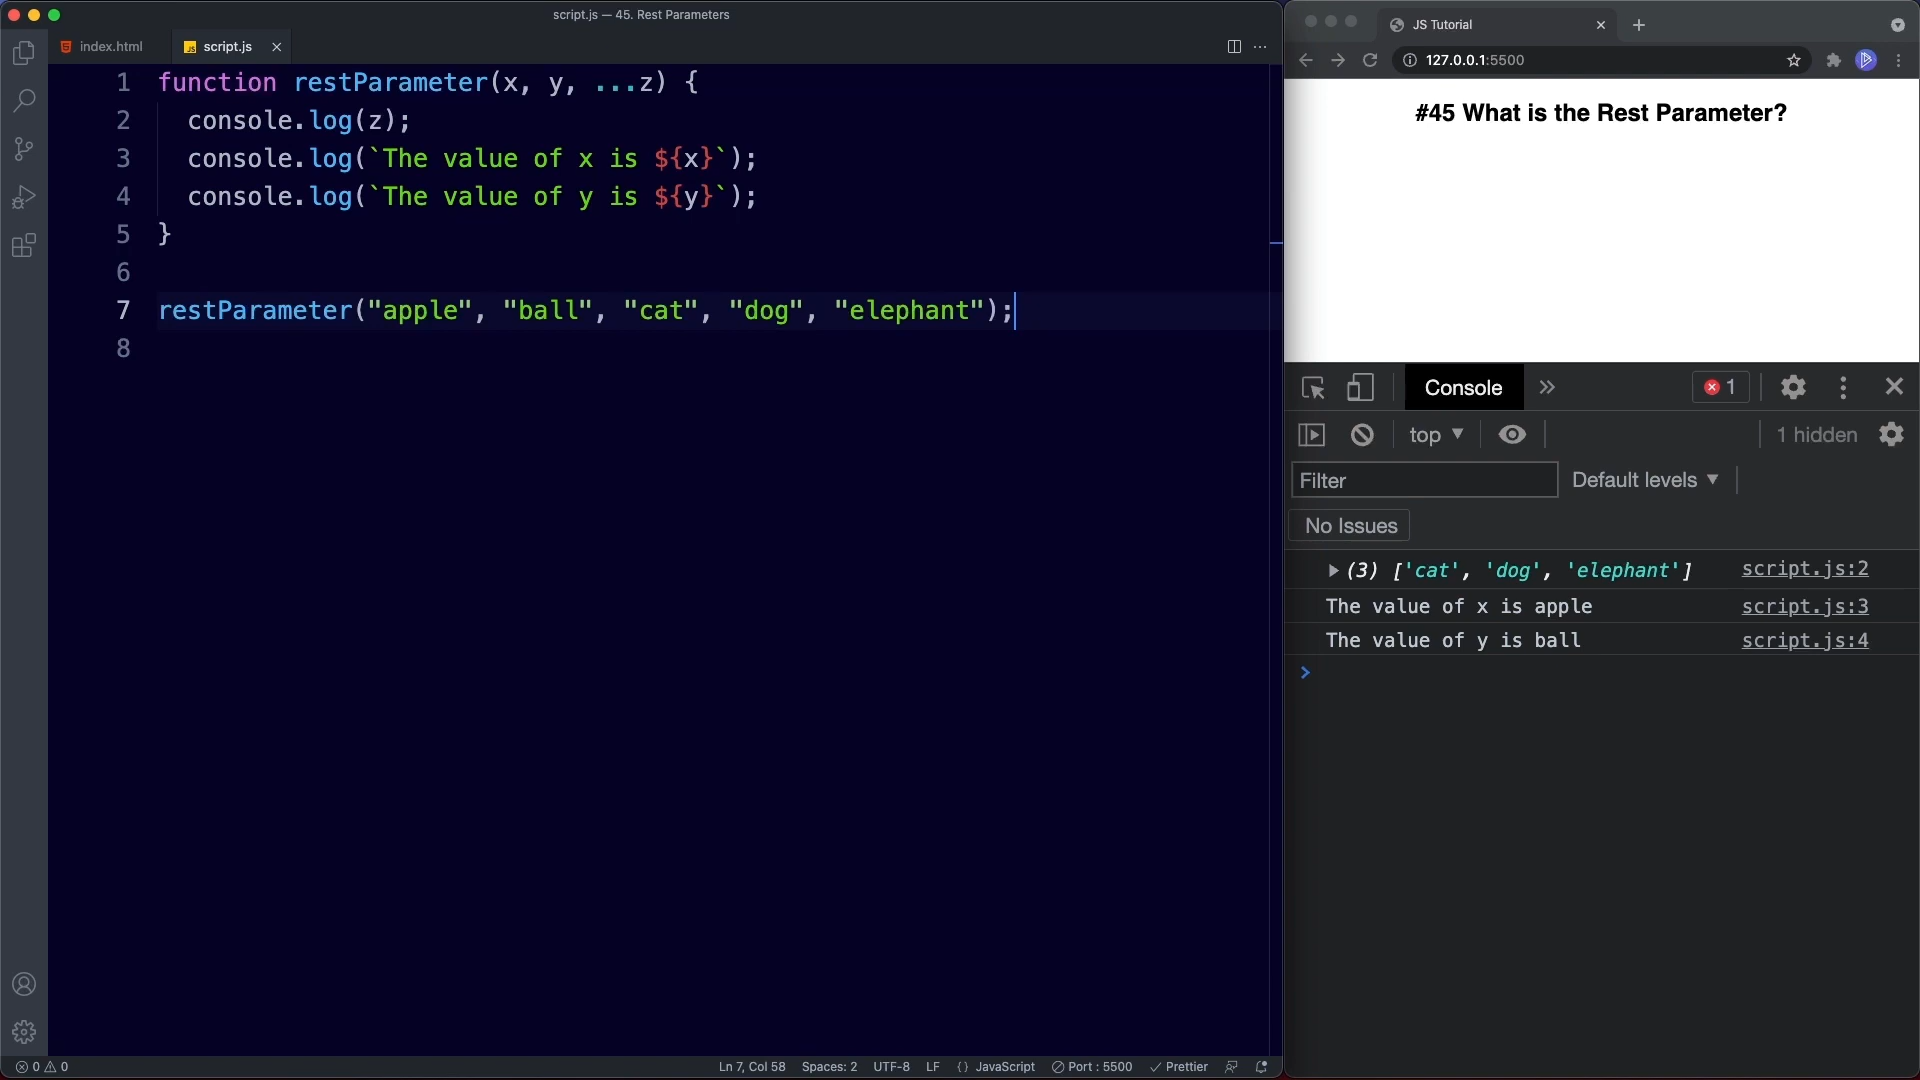 script.js — 45. Rest Parameters
index.html
script.js
1 function restParameter(x, y, ...z) {
2 console.log(z);
3 console.log(`The value of x is ${x}`);
4 console.log(`The value of y is ${y}`);
5 }
6
7 restParameter("apple", "ball", "cat", "dog", "elephant");
8
0 0
Ln 7, Col 58 Spaces: 2 UTF-8 LF {} JavaScript Port : 5500 Prettier
JS Tutorial
127.0.0.1:5500
#45 What is the Rest Parameter?
Console 1
top 1 hidden
Filter Default levels
No Issues
(3) ['cat', 'dog', 'elephant'] script.js:2
The value of x is apple script.js:3
The value of y is ball script.js:4